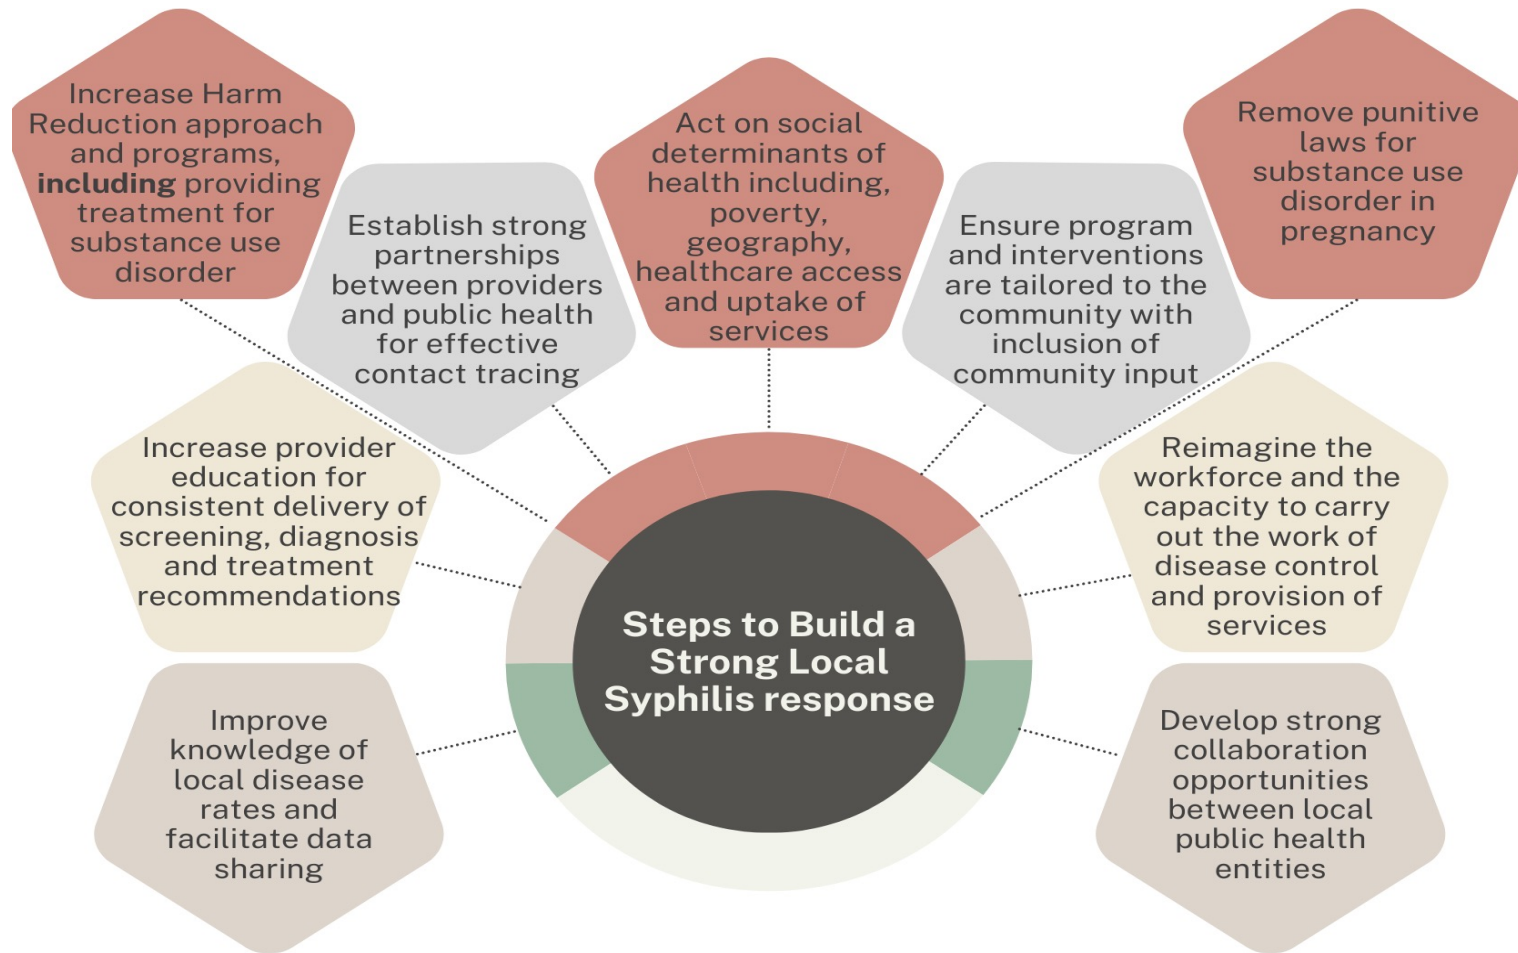 Increase Harm
Reduction approach
and programs,
including providing
treatment for
substance use
disorder
Establish strong
partnerships
between providers
and public health
for effective
contact tracing
Act on social
determinants of
health including,
poverty,
geography,
healthcare access
and uptake of
services
Ensure program
and interventions
are tailored to the
community with
inclusion of
community input
Remove punitive
laws for
substance use
disorder in
pregnancy
Increase provider
education for
consistent delivery of
screening, diagnosis
and treatment
recommendations
Reimagine the
workforce and the
capacity to carry
out the work of
disease control
and provision of
services
Steps to Build a
Strong Local
Syphilis response
Improve
knowledge of
local disease
rates and
facilitate data
sharing
Develop strong
collaboration
opportunities
between local
public health
entities